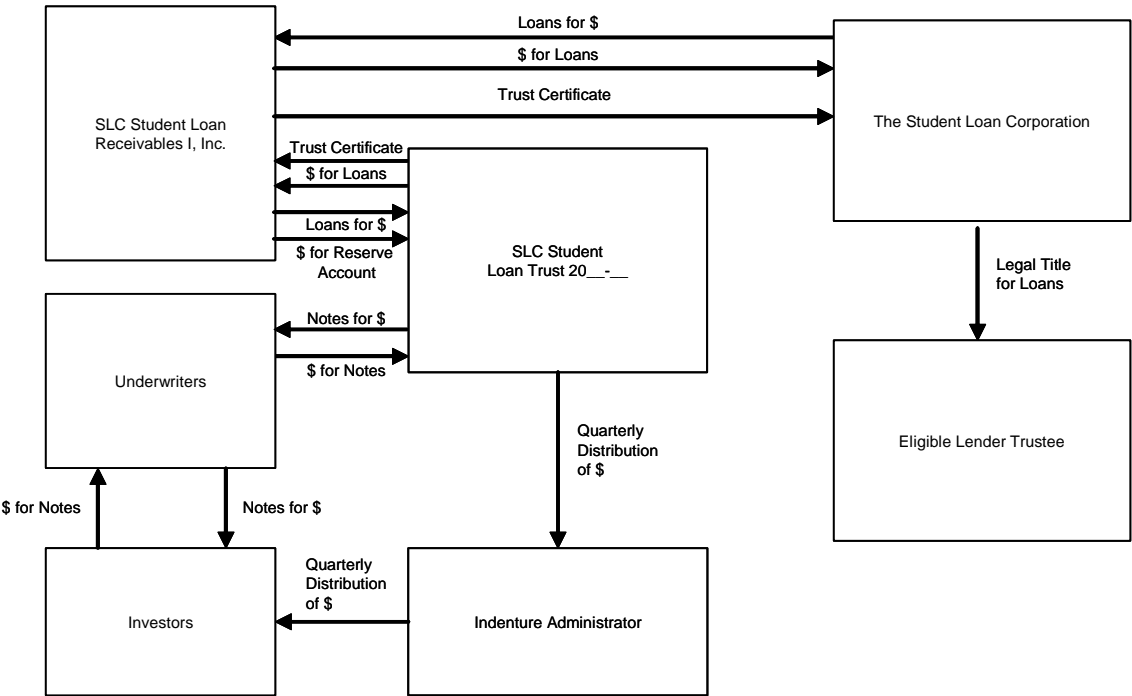 Loans for $
$ for Loans
Trust Certificate
SLC Student Loan
Receivables I, Inc.
The Student Loan Corporation
Trust Certificate
$ for Loans
Loans for $
$ for Reserve
Account
SLC Student
Loan Trust 20__-__
Legal Title
for Loans
Notes for $
$ for Notes
Underwriters
Quarterly
Distribution
of $
Eligible Lender Trustee
$ for Notes
Notes for $
Quarterly
Distribution
of $
Investors
Indenture Administrator